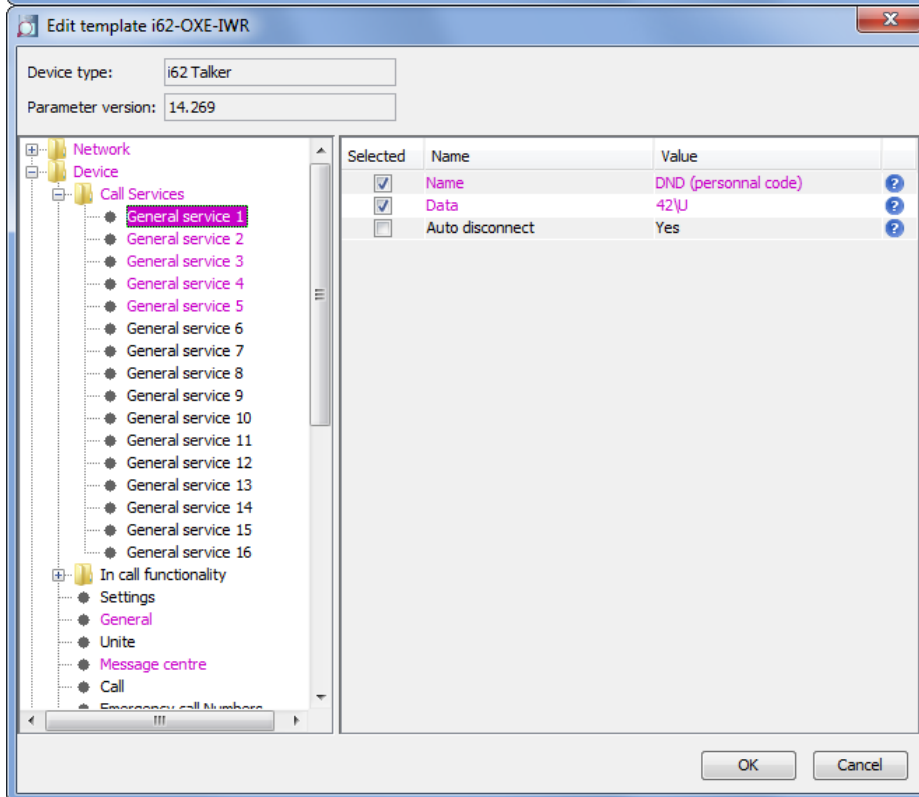 Edit template i62-OXE-IWR
Device type: i62 Talker
Parameter version: 14.269
Network
Device
Call Services
General service 1
General service 2
General service 3
General service 4
General service 5
General service 6
General service 7
General service 8
General service 9
General service 10
General service 11
General service 12
General service 13
General service 14
General service 15
General service 16
In call functionality
Settings
General
Unite
Message centre
Call
Emergency call Numbers
Selected Name Value
Name DND (personnal code)
Data 42\U
Auto disconnect Yes
OK Cancel